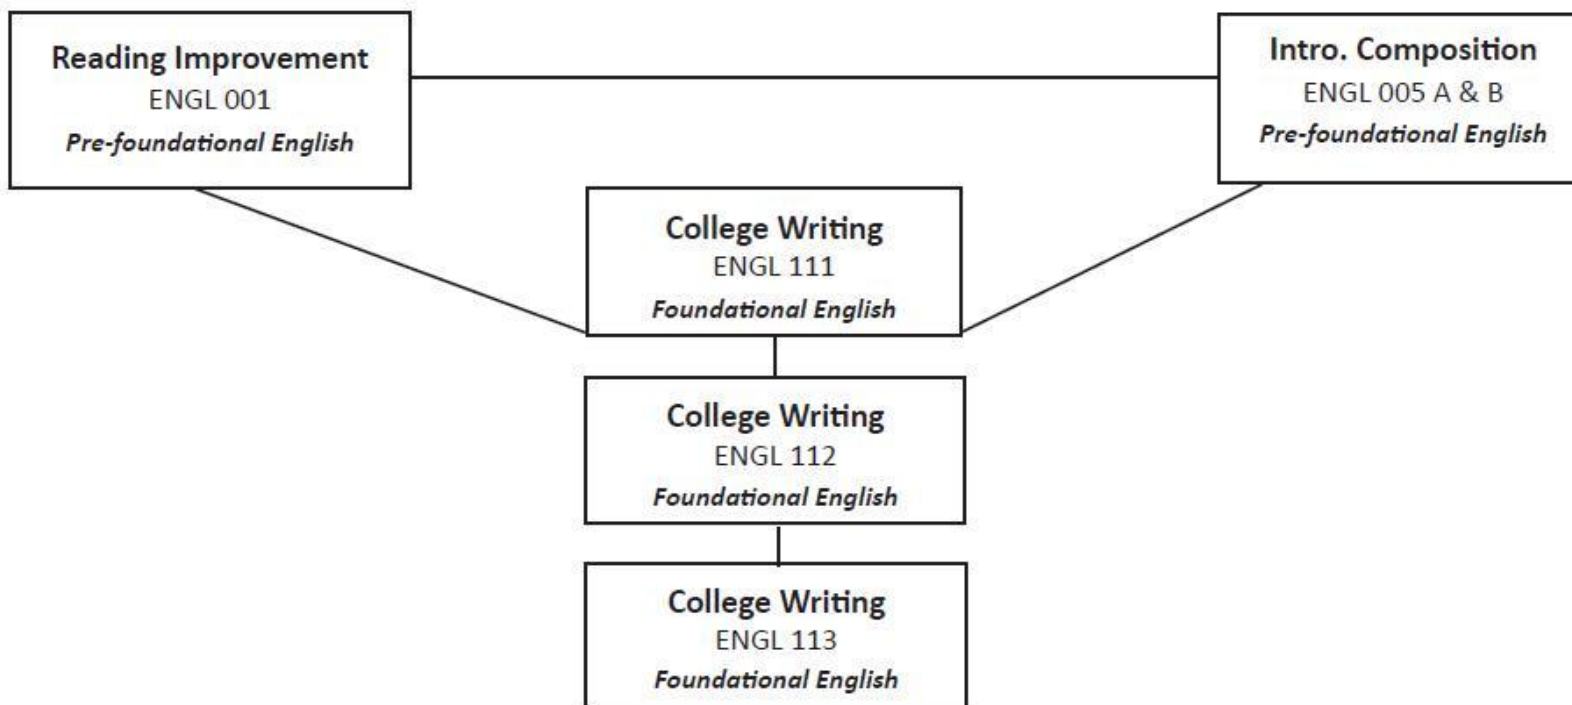 Reading Improvement
ENGL 001
Pre-foundational English
Intro. Composition
ENGL 005 A & B
Pre-foundational English
College Writing
ENGL 111
Foundational English
College Writing
ENGL 112
Foundational English
College Writing
ENGL 113
Foundational English